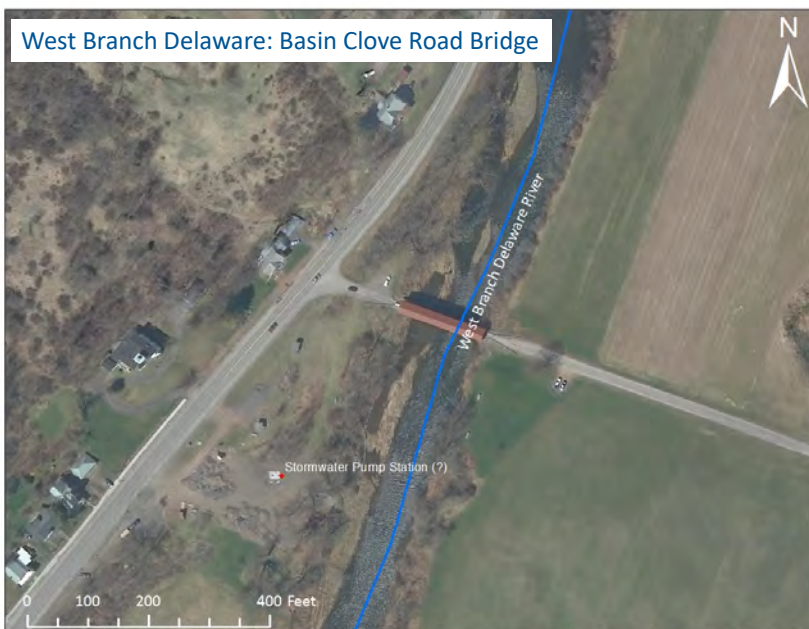 West Branch Delaware: Basin Clove Road Bridge
N
West Branch Delaware River
Stormwater Pump Station (?)
0 100 200 400 Feet